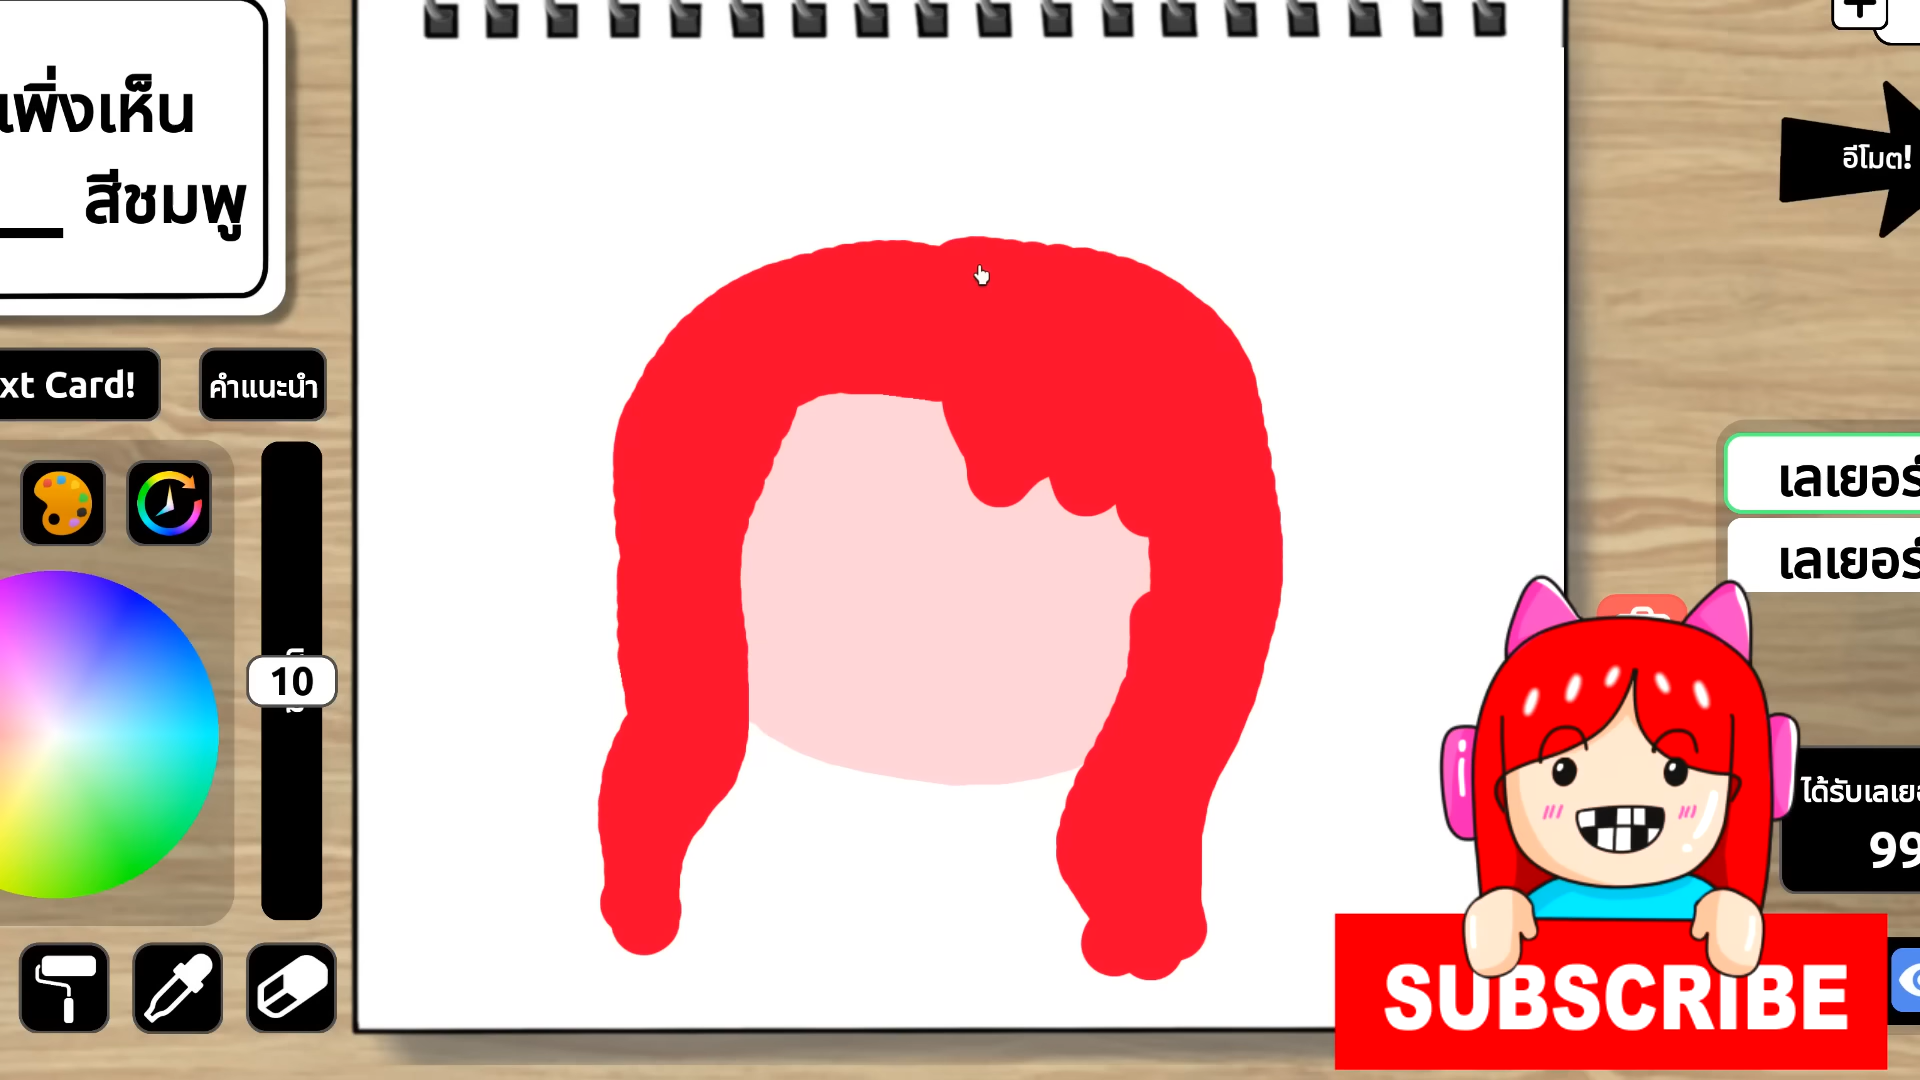 เพิ่งเห็น
____ สีชมพู
xt Card!
คำแนะนำ
10
อีโมต!
เลเยอร์
เลเยอร์
ได้รับเลเยอ
99
SUBSCRIBE